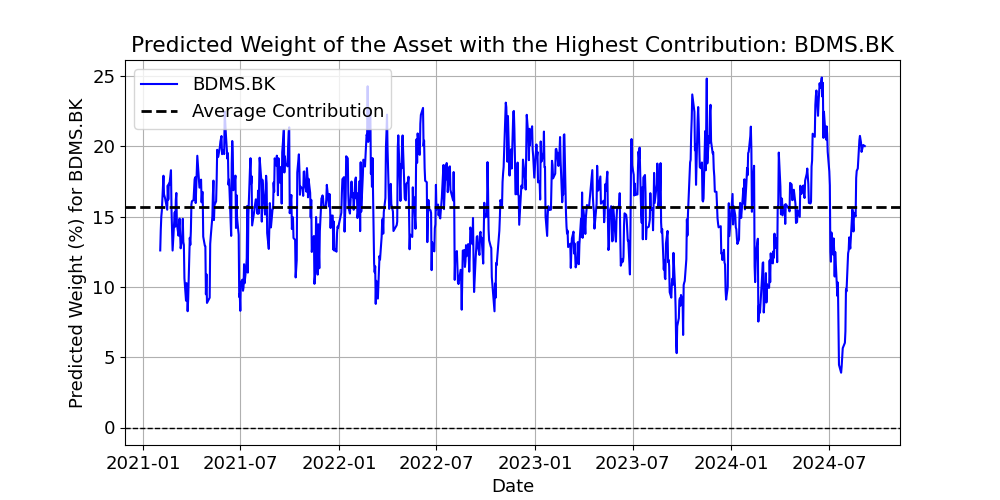 Predicted Weight of the Asset with the Highest Contribution: BDMS.BK
BDMS.BK
Average Contribution
Predicted Weight (%) for BDMS.BK
25
20
15
10
5
0
2021-01 2021-07 2022-01 2022-07 2023-01 2023-07 2024-01 2024-07
Date